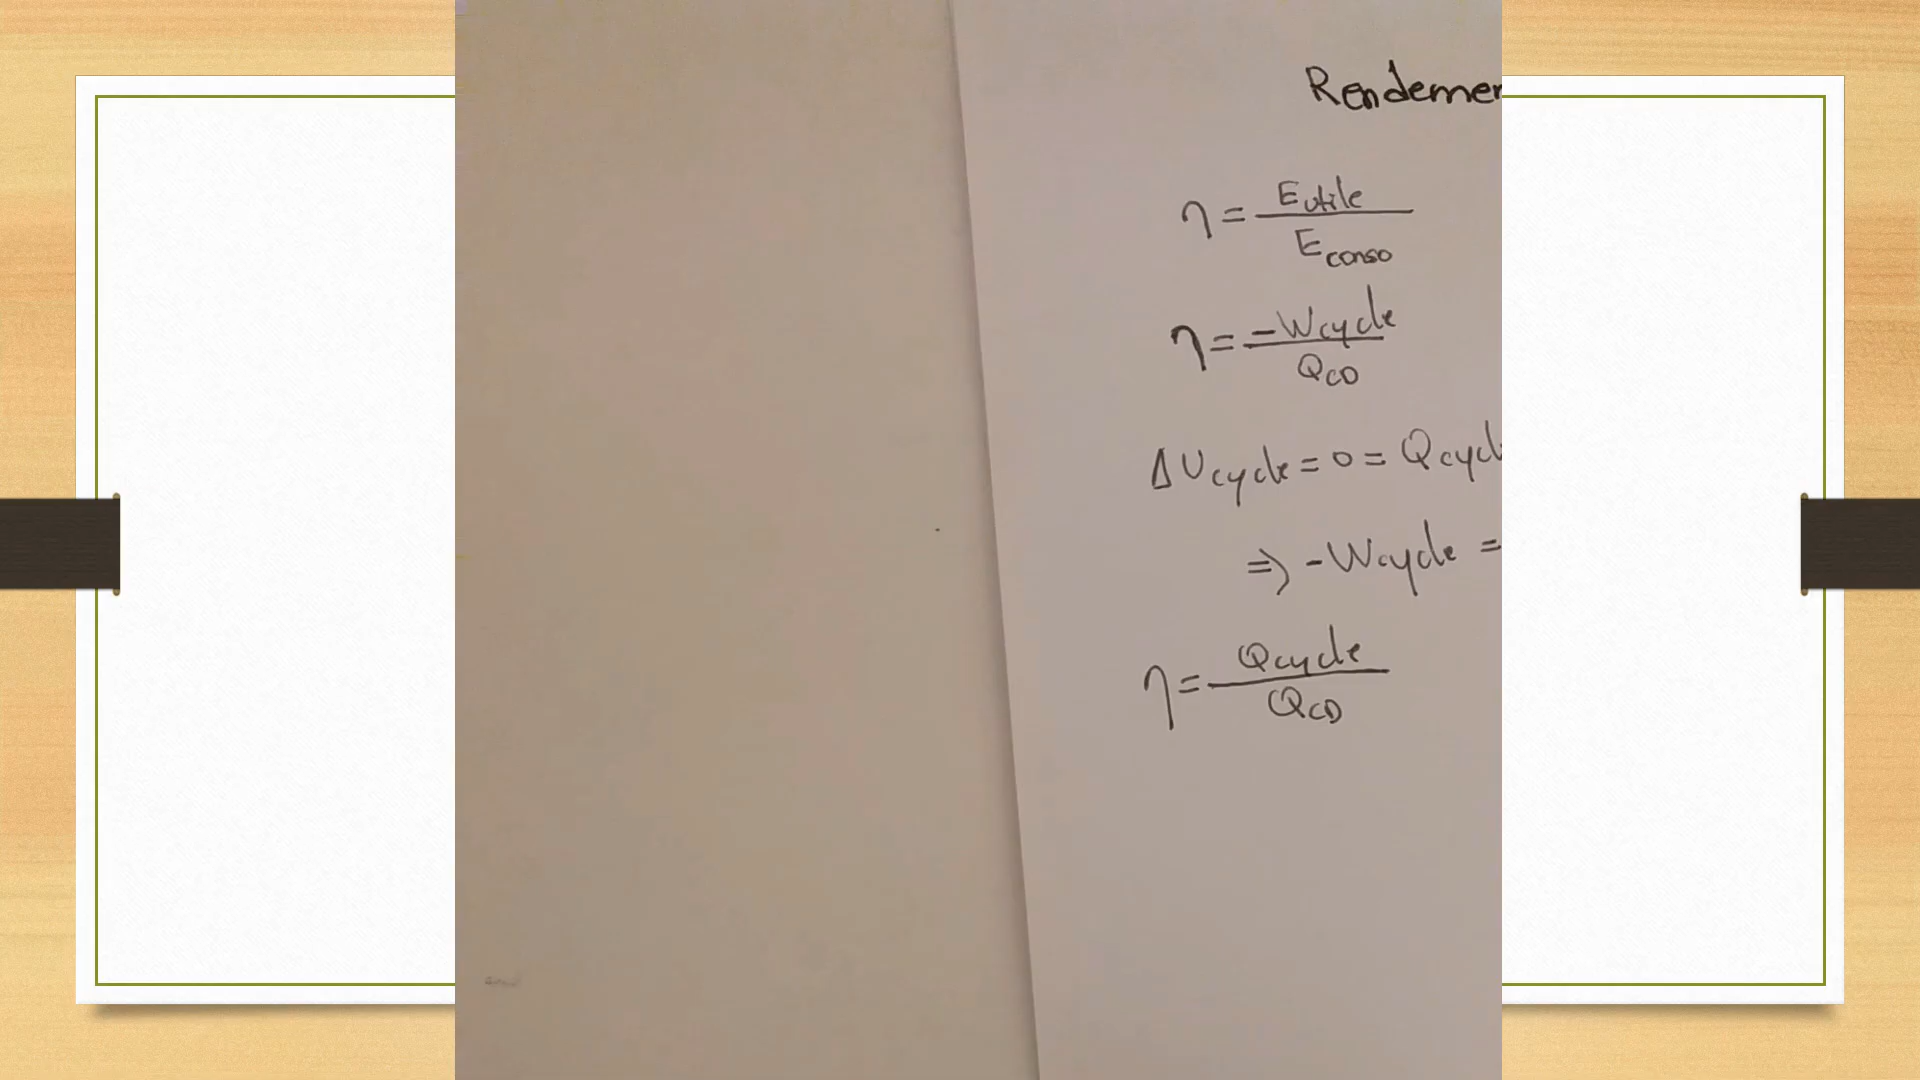 Rendemen
η = Eutile / Econso
η = -Wcycle / QCD
ΔUcycle = 0 = Qcycl
=> -Wcycle =
η = Qcycle / QCD